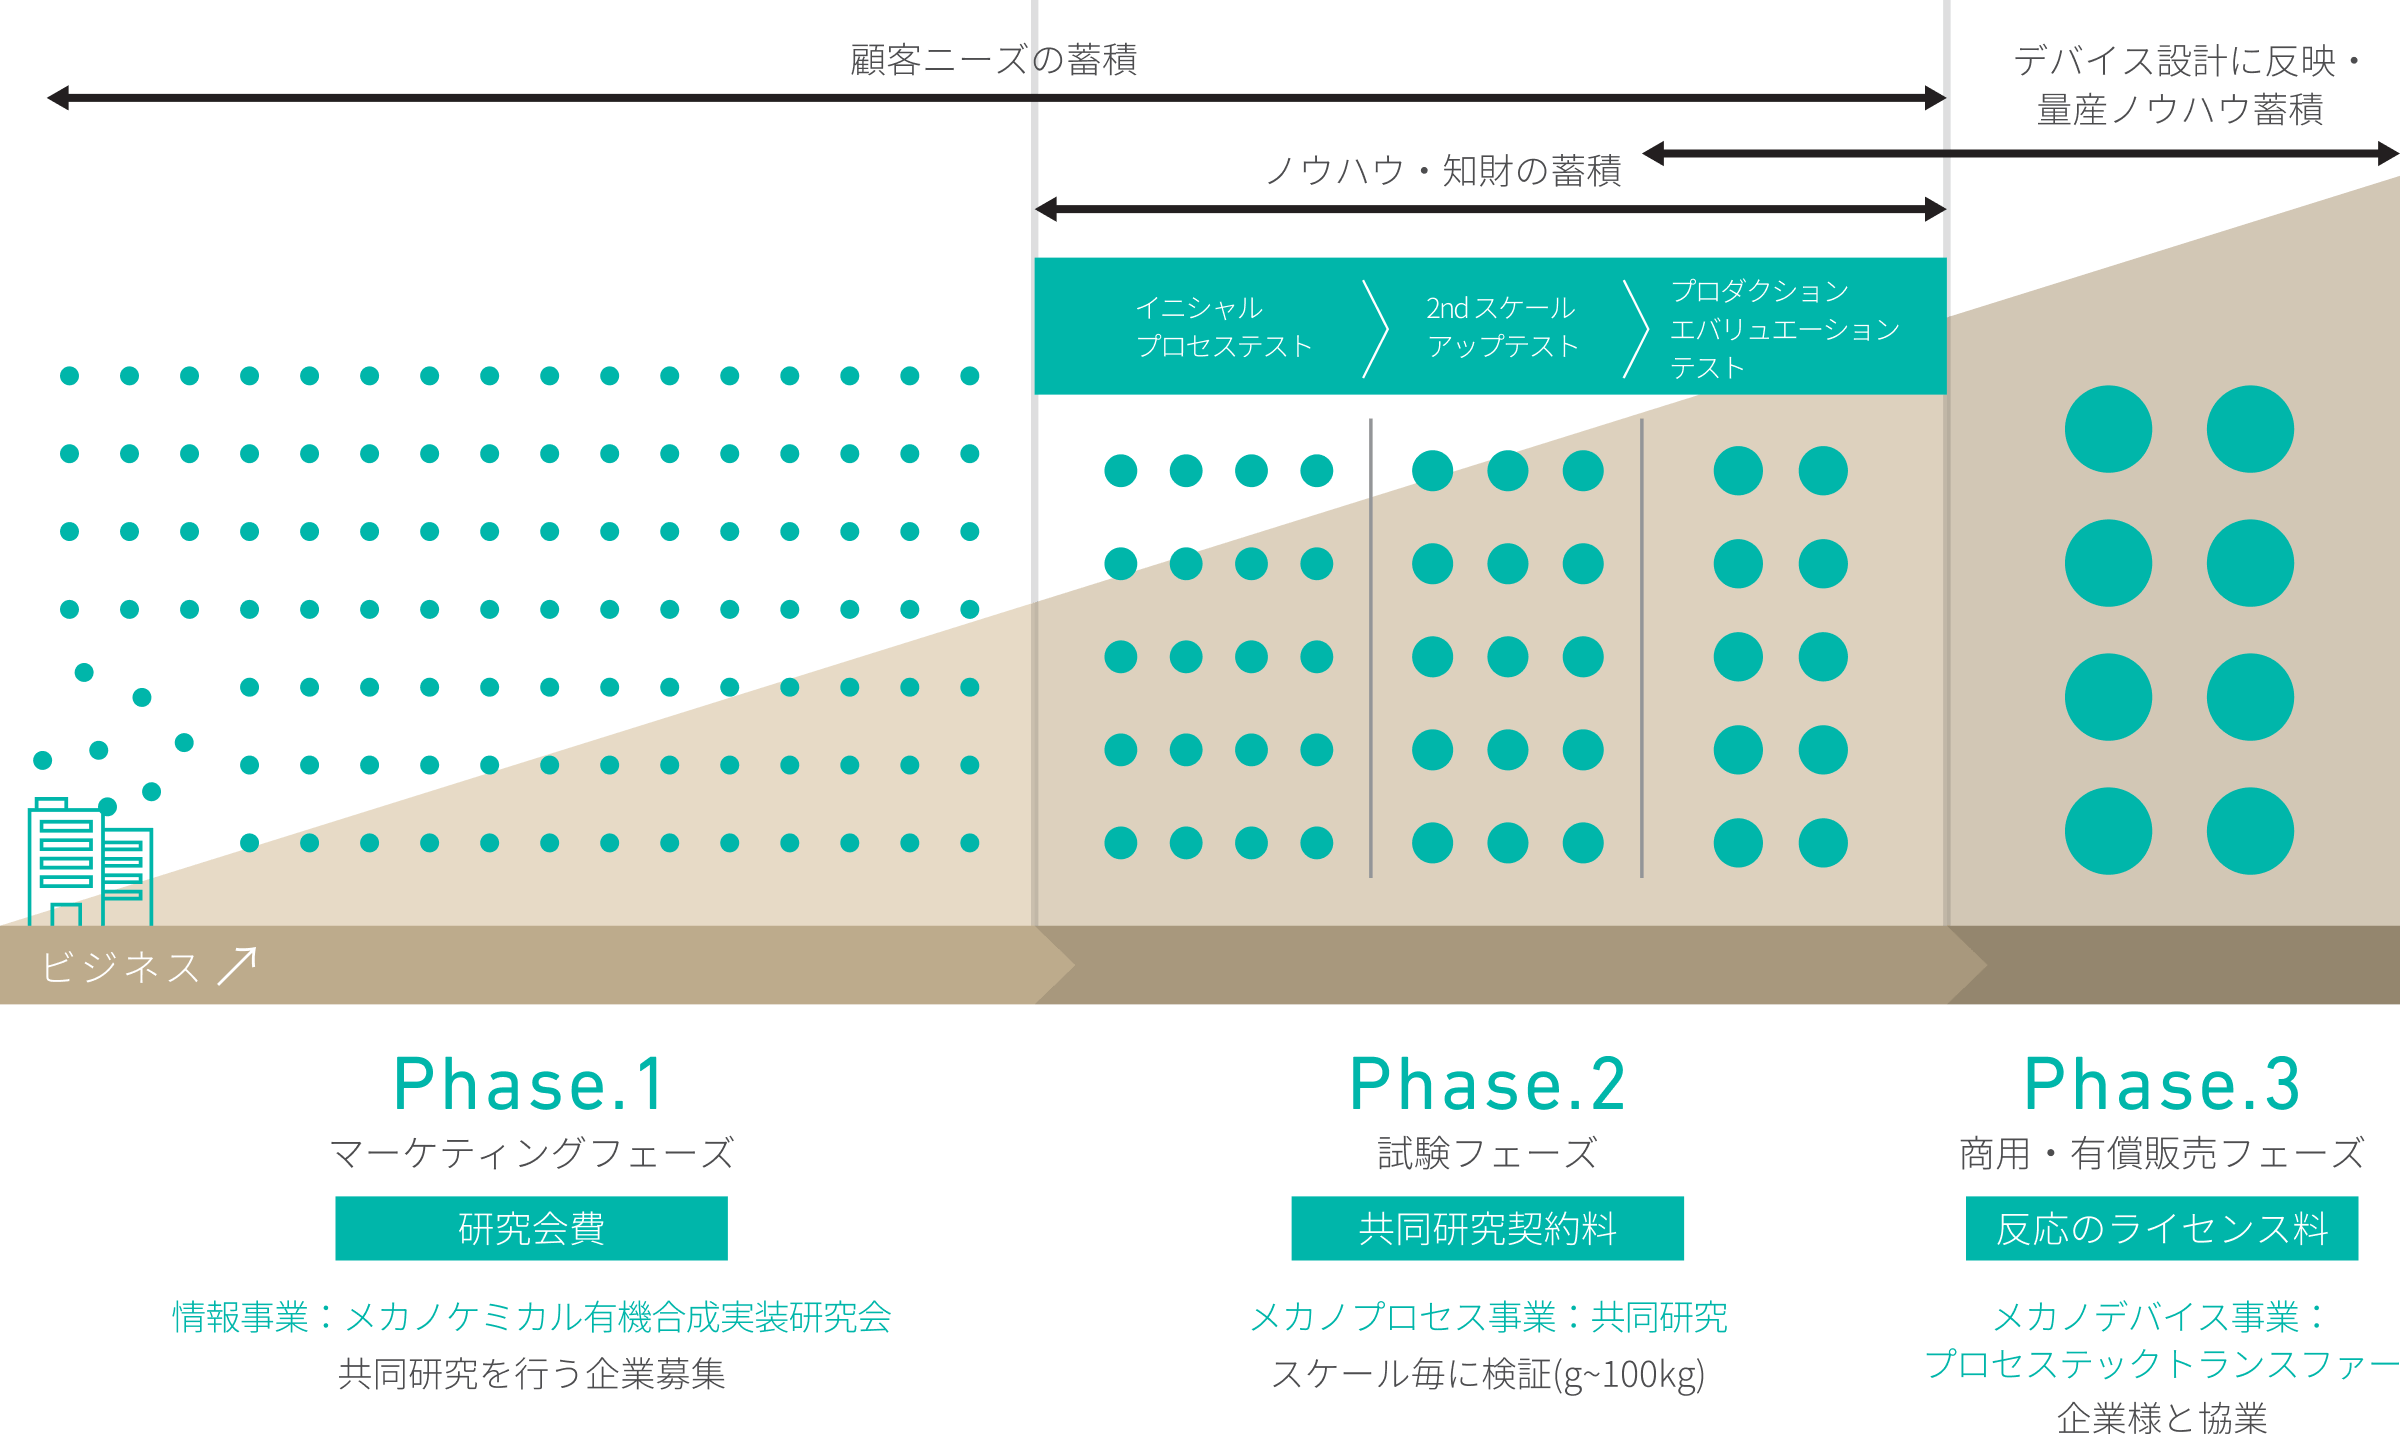 顧客ニーズの蓄積
デバイス設計に反映・
量産ノウハウ蓄積
ノウハウ・知財の蓄積
イニシャル
プロセステスト
2ndスケール
アップテスト
プロダクション
エバリュエーション
テスト
ビジネス
Phase.1
マーケティングフェーズ
研究会費
情報事業：メカノケミカル有機合成実装研究会
共同研究を行う企業募集
Phase.2
試験フェーズ
共同研究契約料
メカノプロセス事業：共同研究
スケール毎に検証(g~100kg)
Phase.3
商用・有償販売フェーズ
反応のライセンス料
メカノデバイス事業：
プロセステックトランスファー
企業様と協業